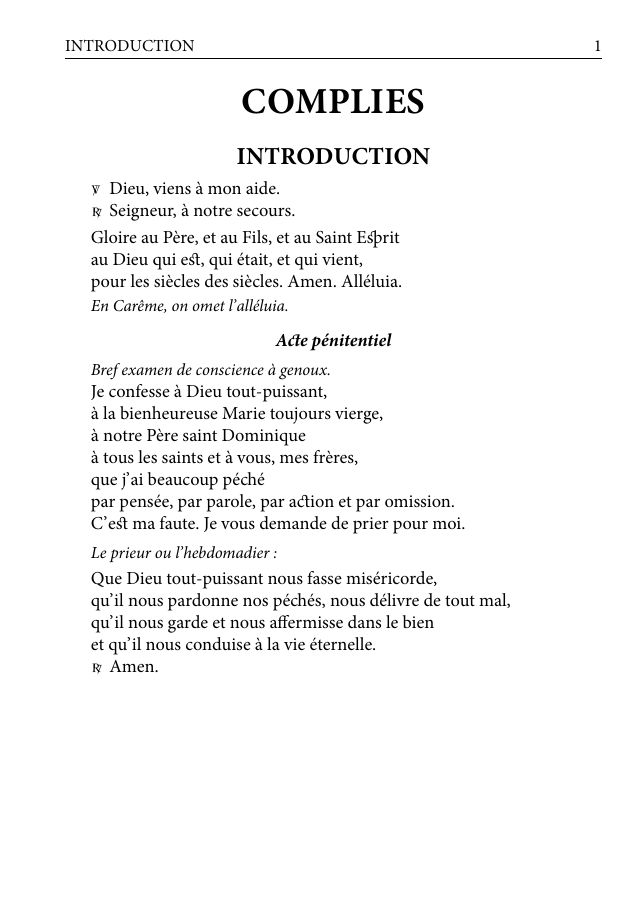 INTRODUCTION 1
COMPLIES
INTRODUCTION
℣ Dieu, viens à mon aide.
℟ Seigneur, à notre secours.
Gloire au Père, et au Fils, et au Saint Esprit
au Dieu qui est, qui était, et qui vient,
pour les siècles des siècles. Amen. Alléluia.
En Carême, on omet l’alléluia.
Acte pénitentiel
Bref examen de conscience à genoux.
Je confesse à Dieu tout-puissant,
à la bienheureuse Marie toujours vierge,
à notre Père saint Dominique
à tous les saints et à vous, mes frères,
que j’ai beaucoup péché
par pensée, par parole, par action et par omission.
C’est ma faute. Je vous demande de prier pour moi.
Le prieur ou l’hebdomadier :
Que Dieu tout-puissant nous fasse miséricorde,
qu’il nous pardonne nos péchés, nous délivre de tout mal,
qu’il nous garde et nous affermisse dans le bien
et qu’il nous conduise à la vie éternelle.
℟ Amen.